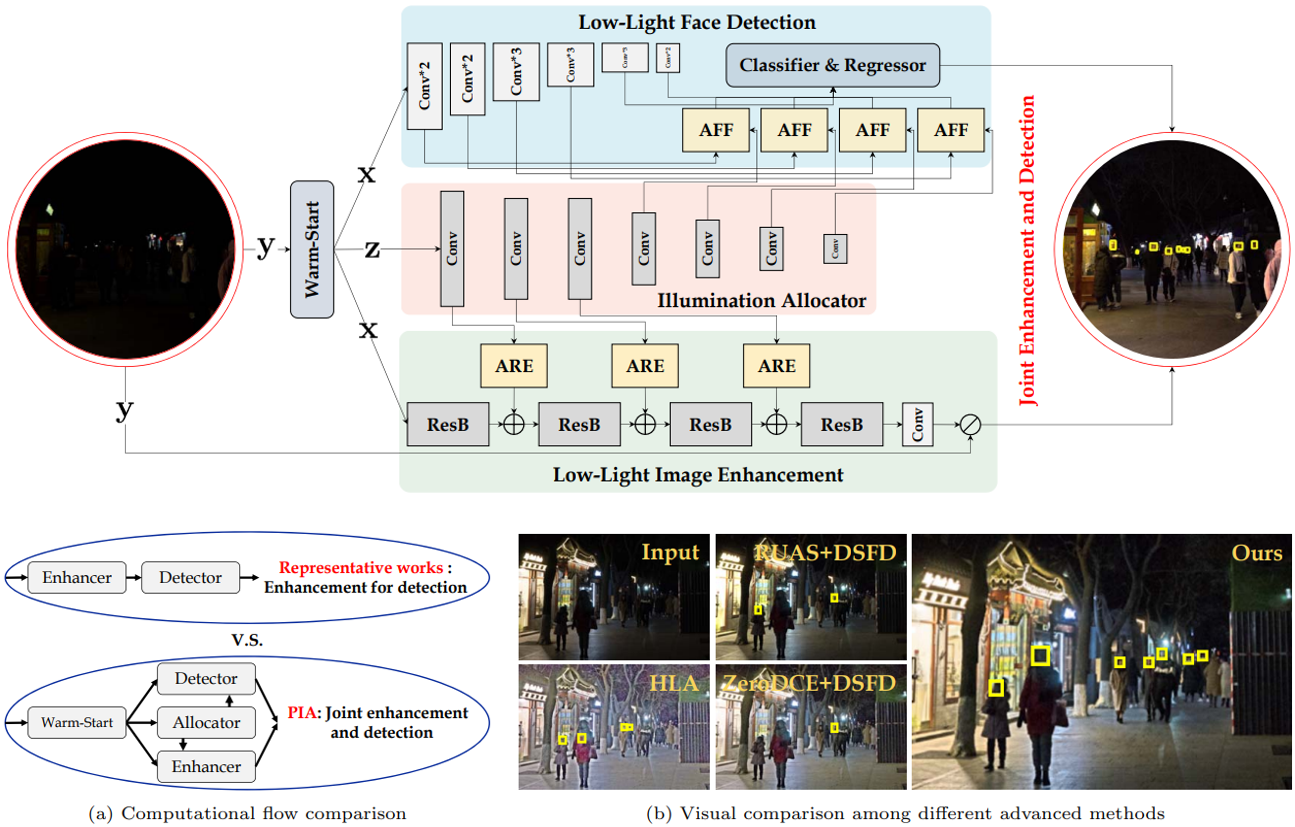 Low-Light Face Detection
Conv*2
Conv*2
Conv*3
Conv*3
Conv*3
Conv*2
Classifier & Regressor
AFF
AFF
AFF
AFF
x
y
Warm-Start
z
Conv
Conv
Conv
Conv
Conv
Conv
Conv
Illumination Allocator
x
ARE
ARE
ARE
y
ResB
ResB
ResB
ResB
Conv
Low-Light Image Enhancement
Joint Enhancement and Detection
Enhancer
Detector
Representative works :
Enhancement for detection
V.S.
Detector
Warm-Start
Allocator
Enhancer
PIA: Joint enhancement
and detection
(a) Computational flow comparison
Input
RUAS+DSFD
HLA
ZeroDCE+DSFD
Ours
(b) Visual comparison among different advanced methods